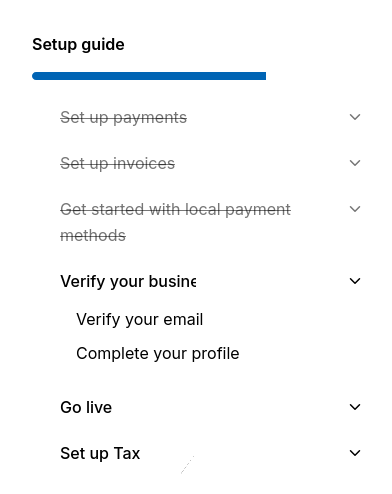 Setup guide
Set up payments
Set up invoices
Get started with local payment
methods
Verify your
Verify your email
Complete your profile
Go live
Set up Tax